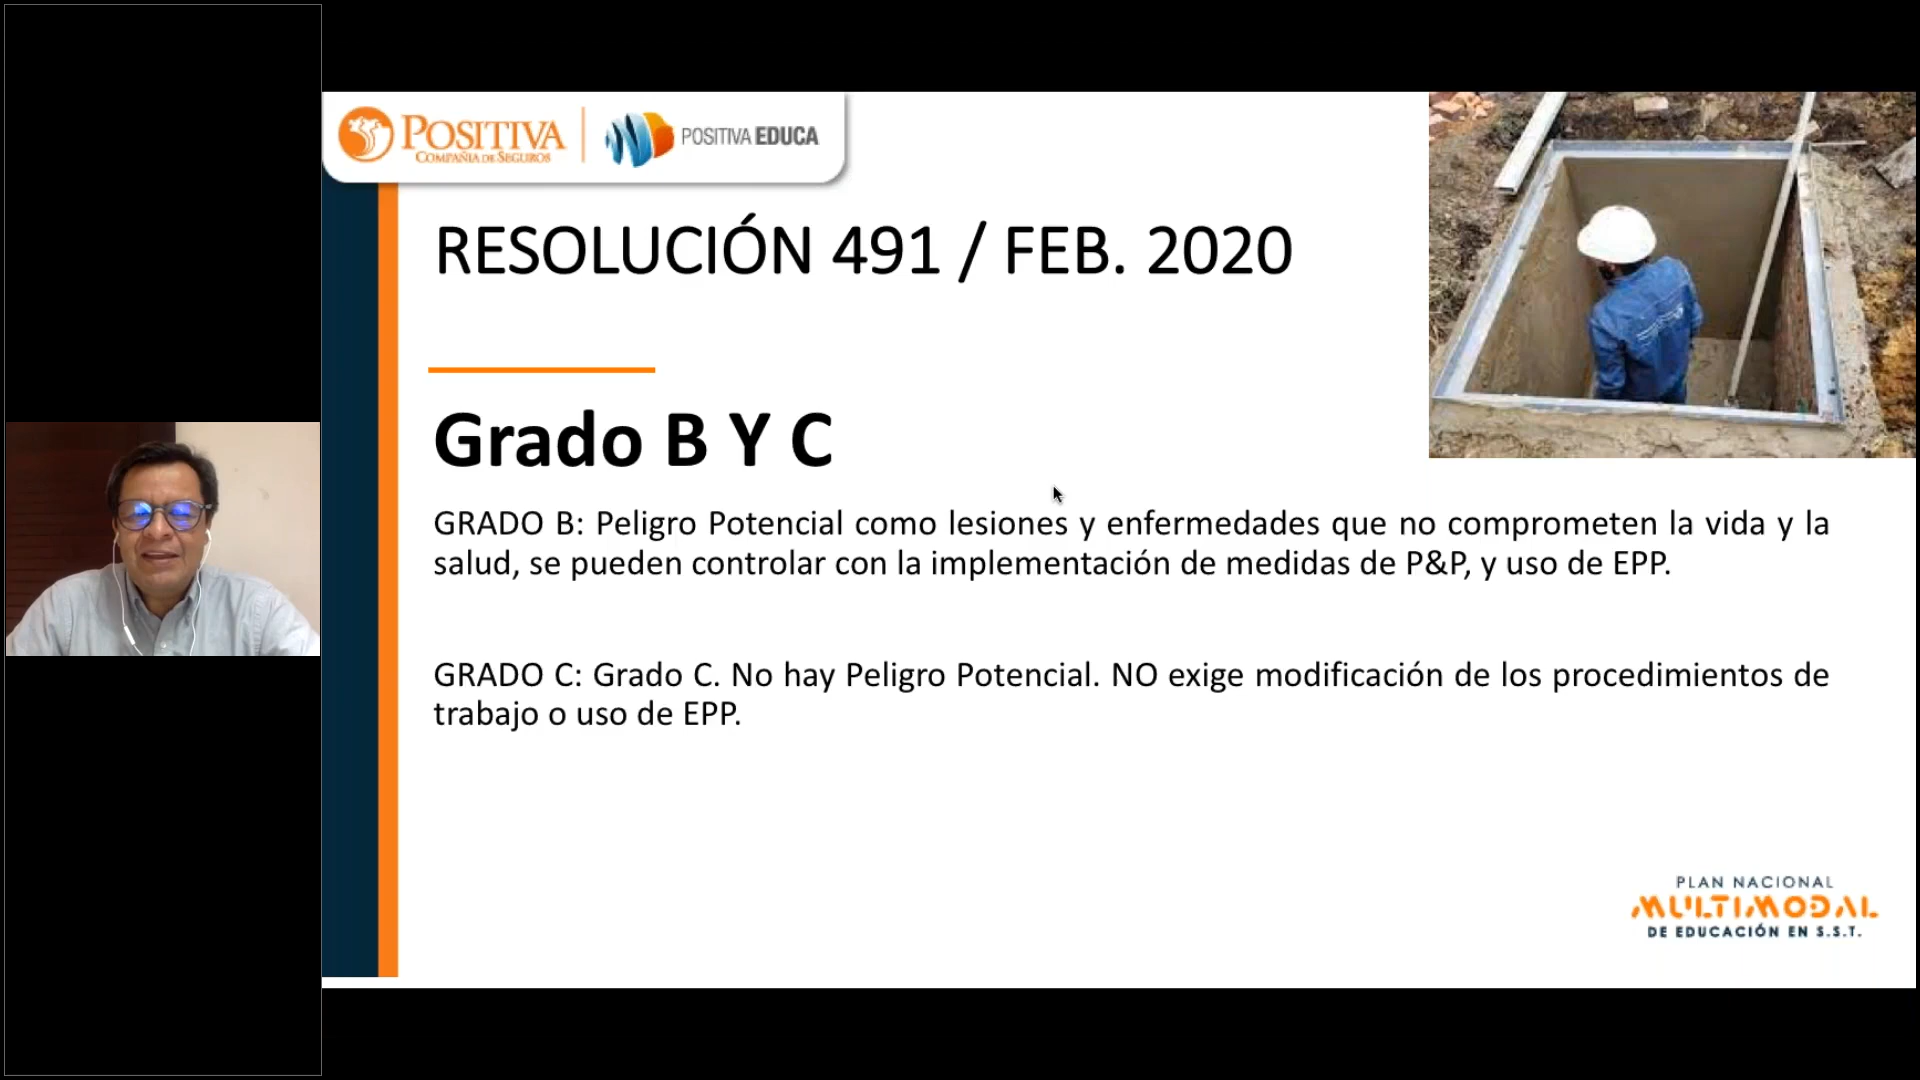 POSITIVA
COMPAÑIA DE SEGUROS
POSITIVA EDUCA
RESOLUCIÓN 491 / FEB. 2020
Grado B Y C
GRADO B: Peligro Potencial como lesiones y enfermedades que no comprometen la vida y la
salud, se pueden controlar con la implementación de medidas de P&P, y uso de EPP.
GRADO C: Grado C. No hay Peligro Potencial. NO exige modificación de los procedimientos de
trabajo o uso de EPP.
PLAN NACIONAL
MULTIMODAL
DE EDUCACIÓN EN S.S.T.